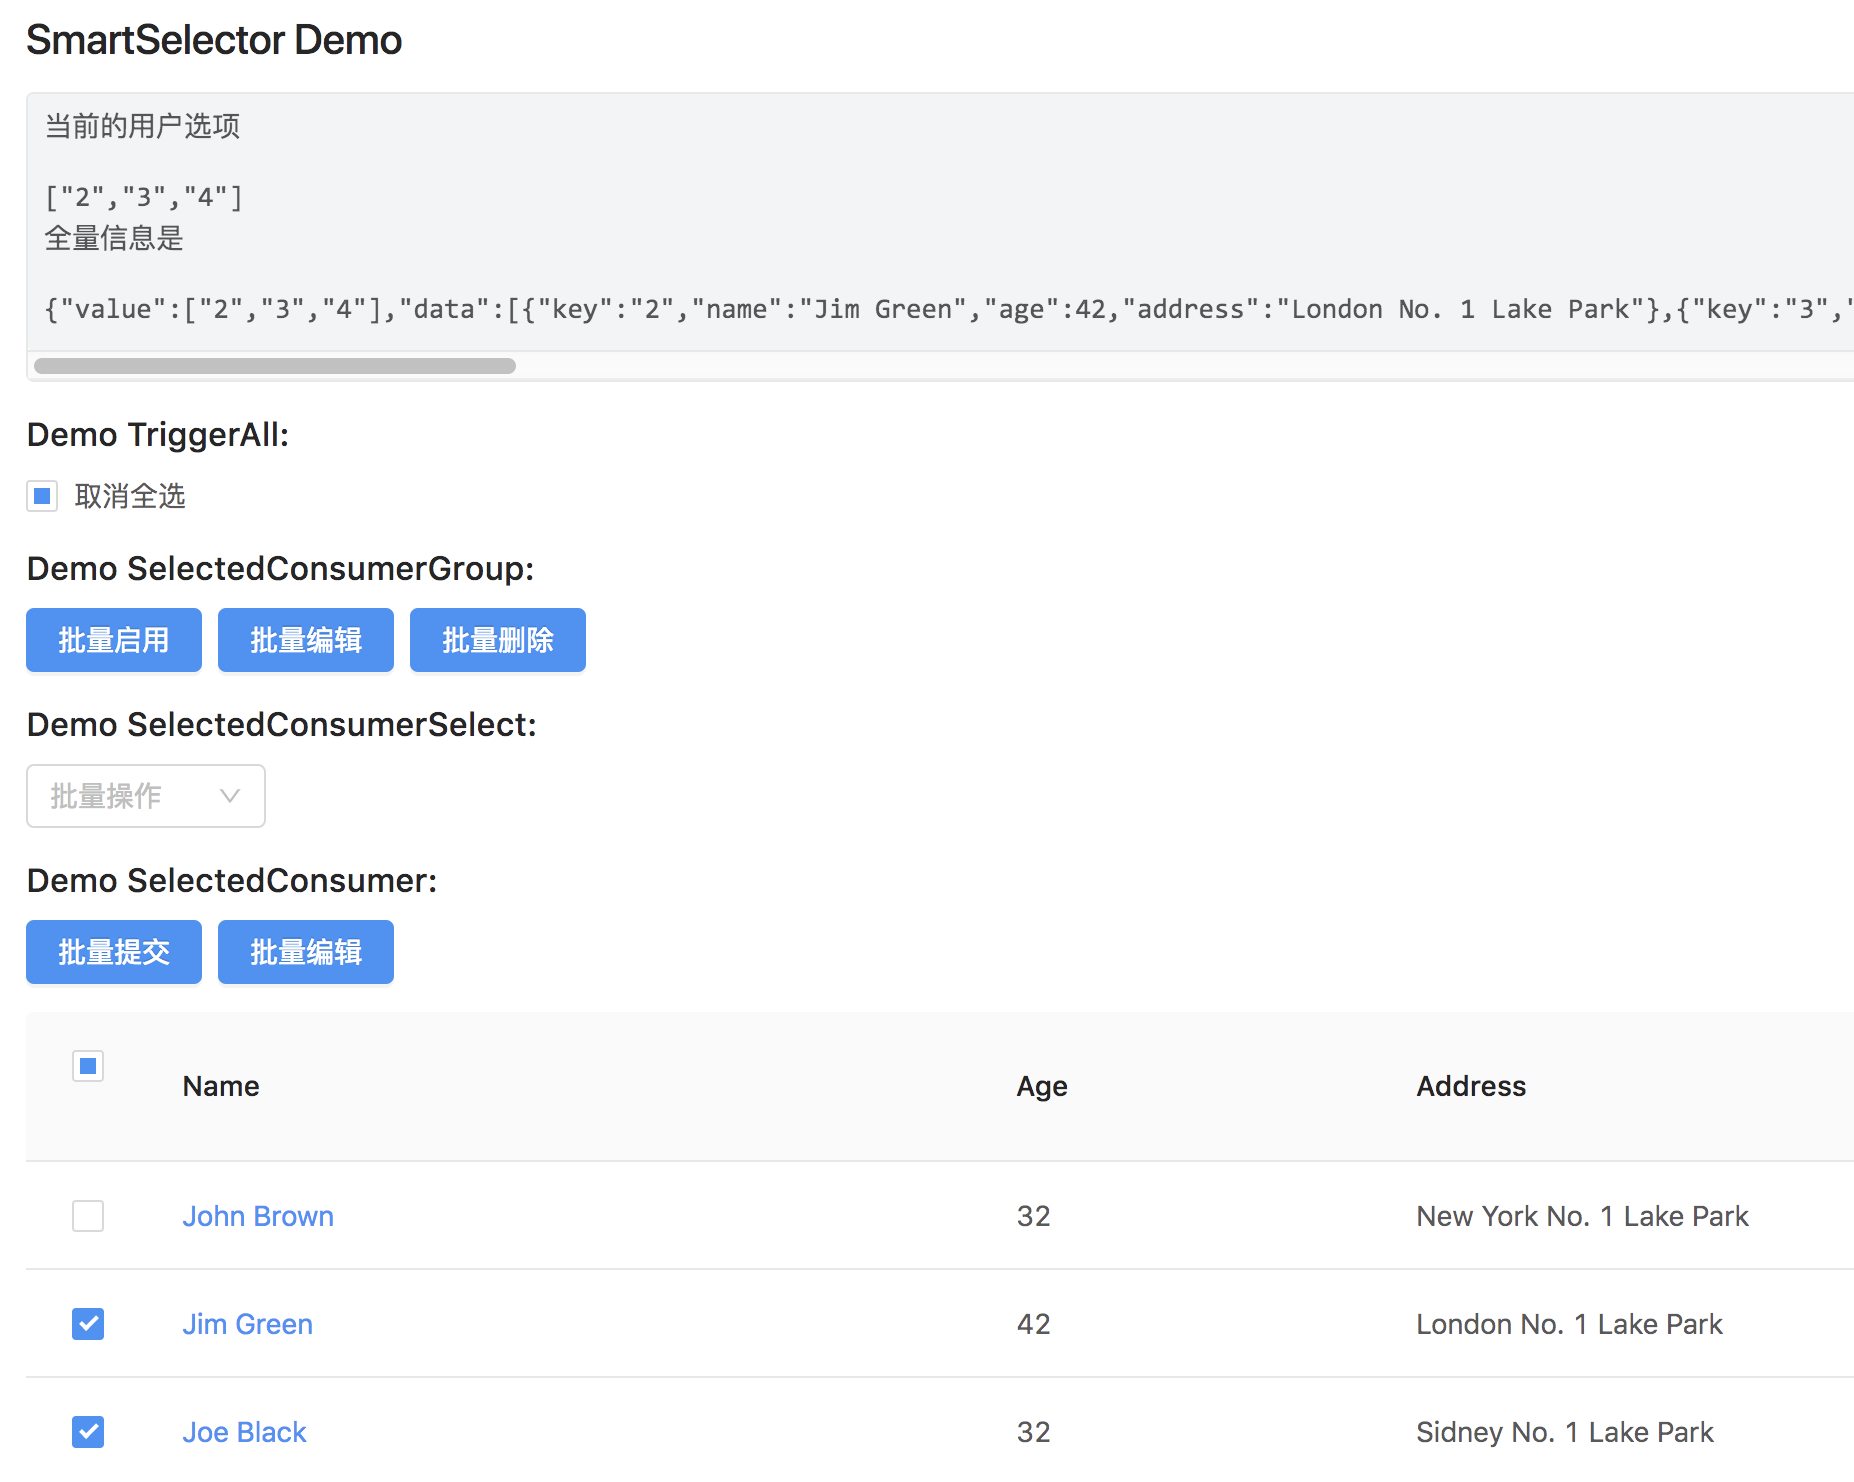 SmartSelector Demo
当前的用户选项
["2","3","4"]
全量信息是
{"value":["2","3","4"],"data":[{"key":"2","name":"Jim Green","age":42,"address":"London No. 1 Lake Park"},{"key":"3","
Demo TriggerAll:
取消全选
Demo SelectedConsumerGroup:
批量启用 批量编辑 批量删除
Demo SelectedConsumerSelect:
批量操作
Demo SelectedConsumer:
批量提交 批量编辑
Name Age Address
John Brown 32 New York No. 1 Lake Park
Jim Green 42 London No. 1 Lake Park
Joe Black 32 Sidney No. 1 Lake Park